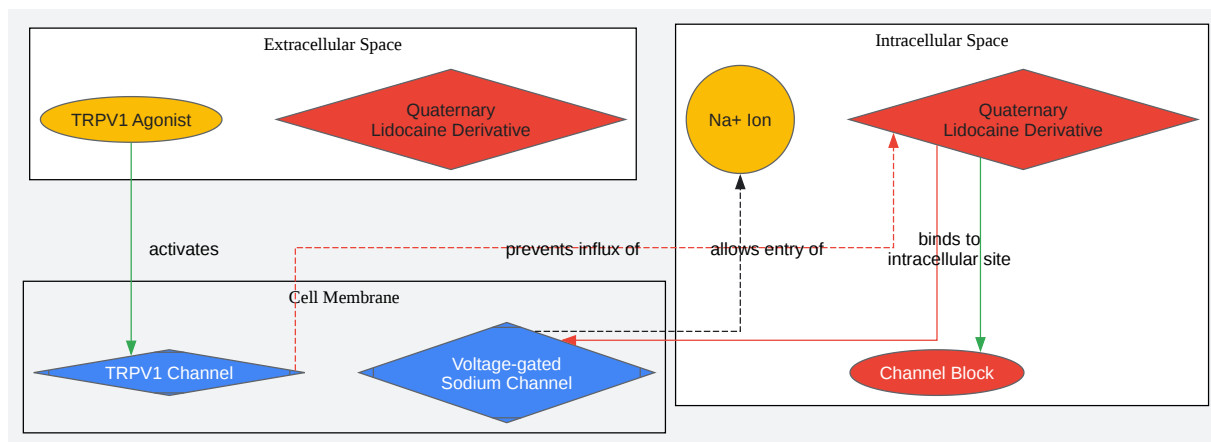 Extracellular Space
TRPV1 Agonist
Quaternary
Lidocaine Derivative
Intracellular Space
Na+ Ion
Quaternary
Lidocaine Derivative
activates
prevents influx of
allows entry of
binds to
intracellular site
Cell Membrane
TRPV1 Channel
Voltage-gated
Sodium Channel
Channel Block